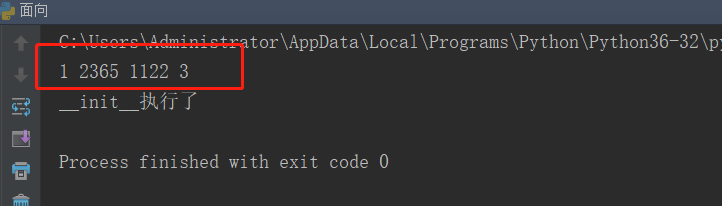 面向
C:\Users\Administrator\AppData\Local\Programs\Python\Python36-32\py
1 2365 1122 3
__init__执行了
Process finished with exit code 0